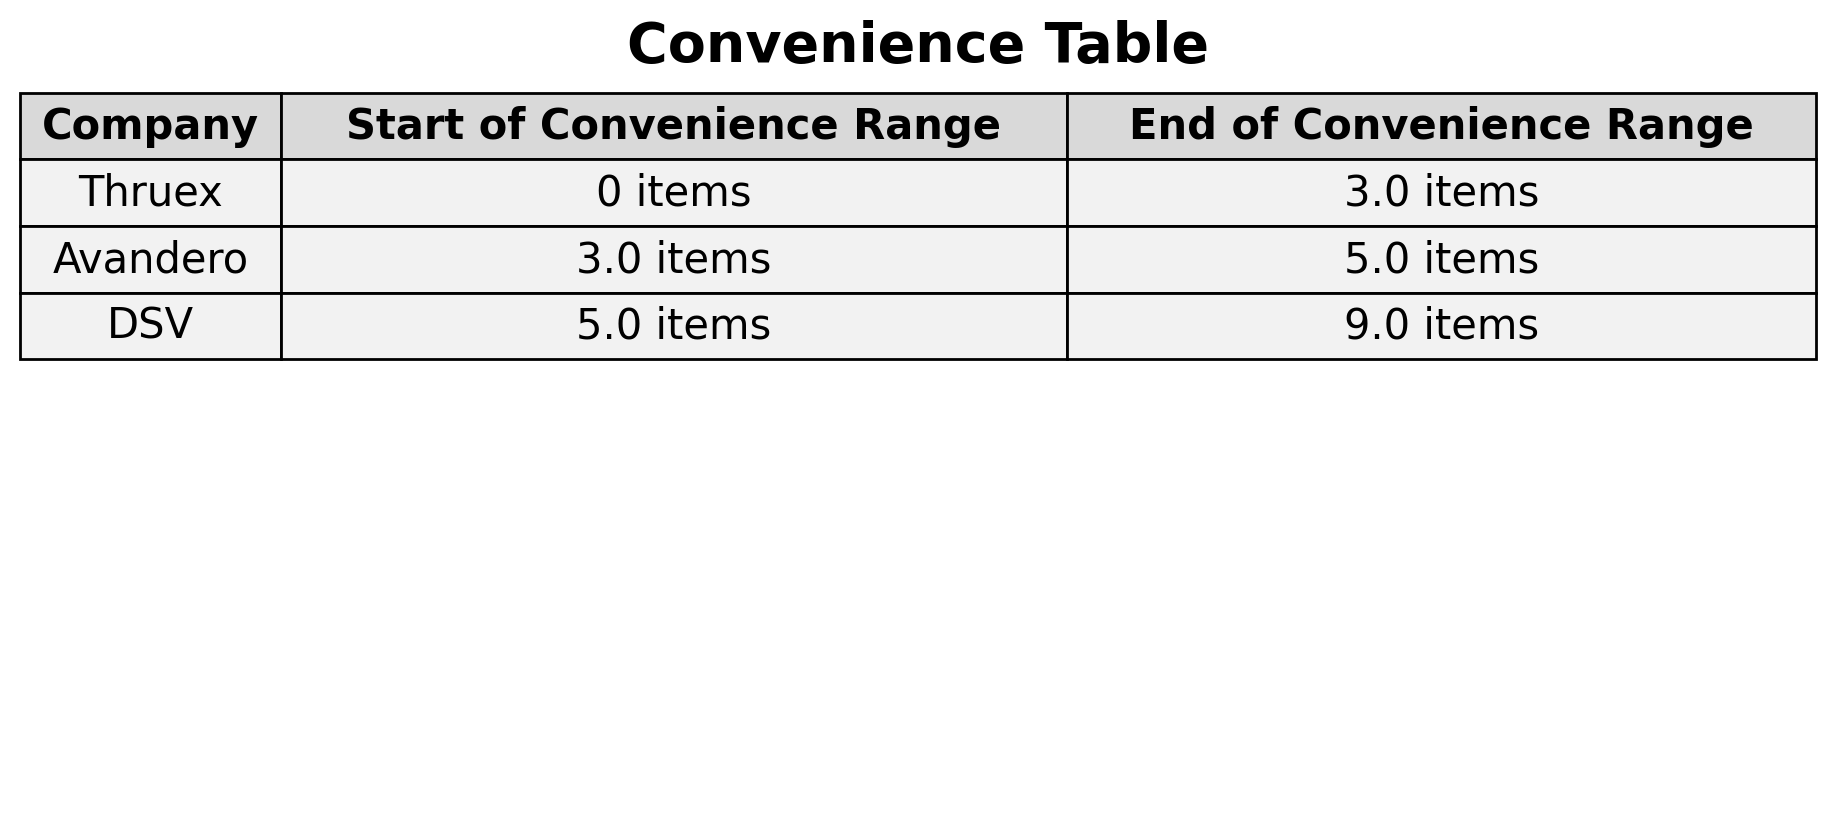 Convenience Table
Company Start of Convenience Range End of Convenience Range
Thruex 0 items 3.0 items
Avandero 3.0 items 5.0 items
DSV 5.0 items 9.0 items